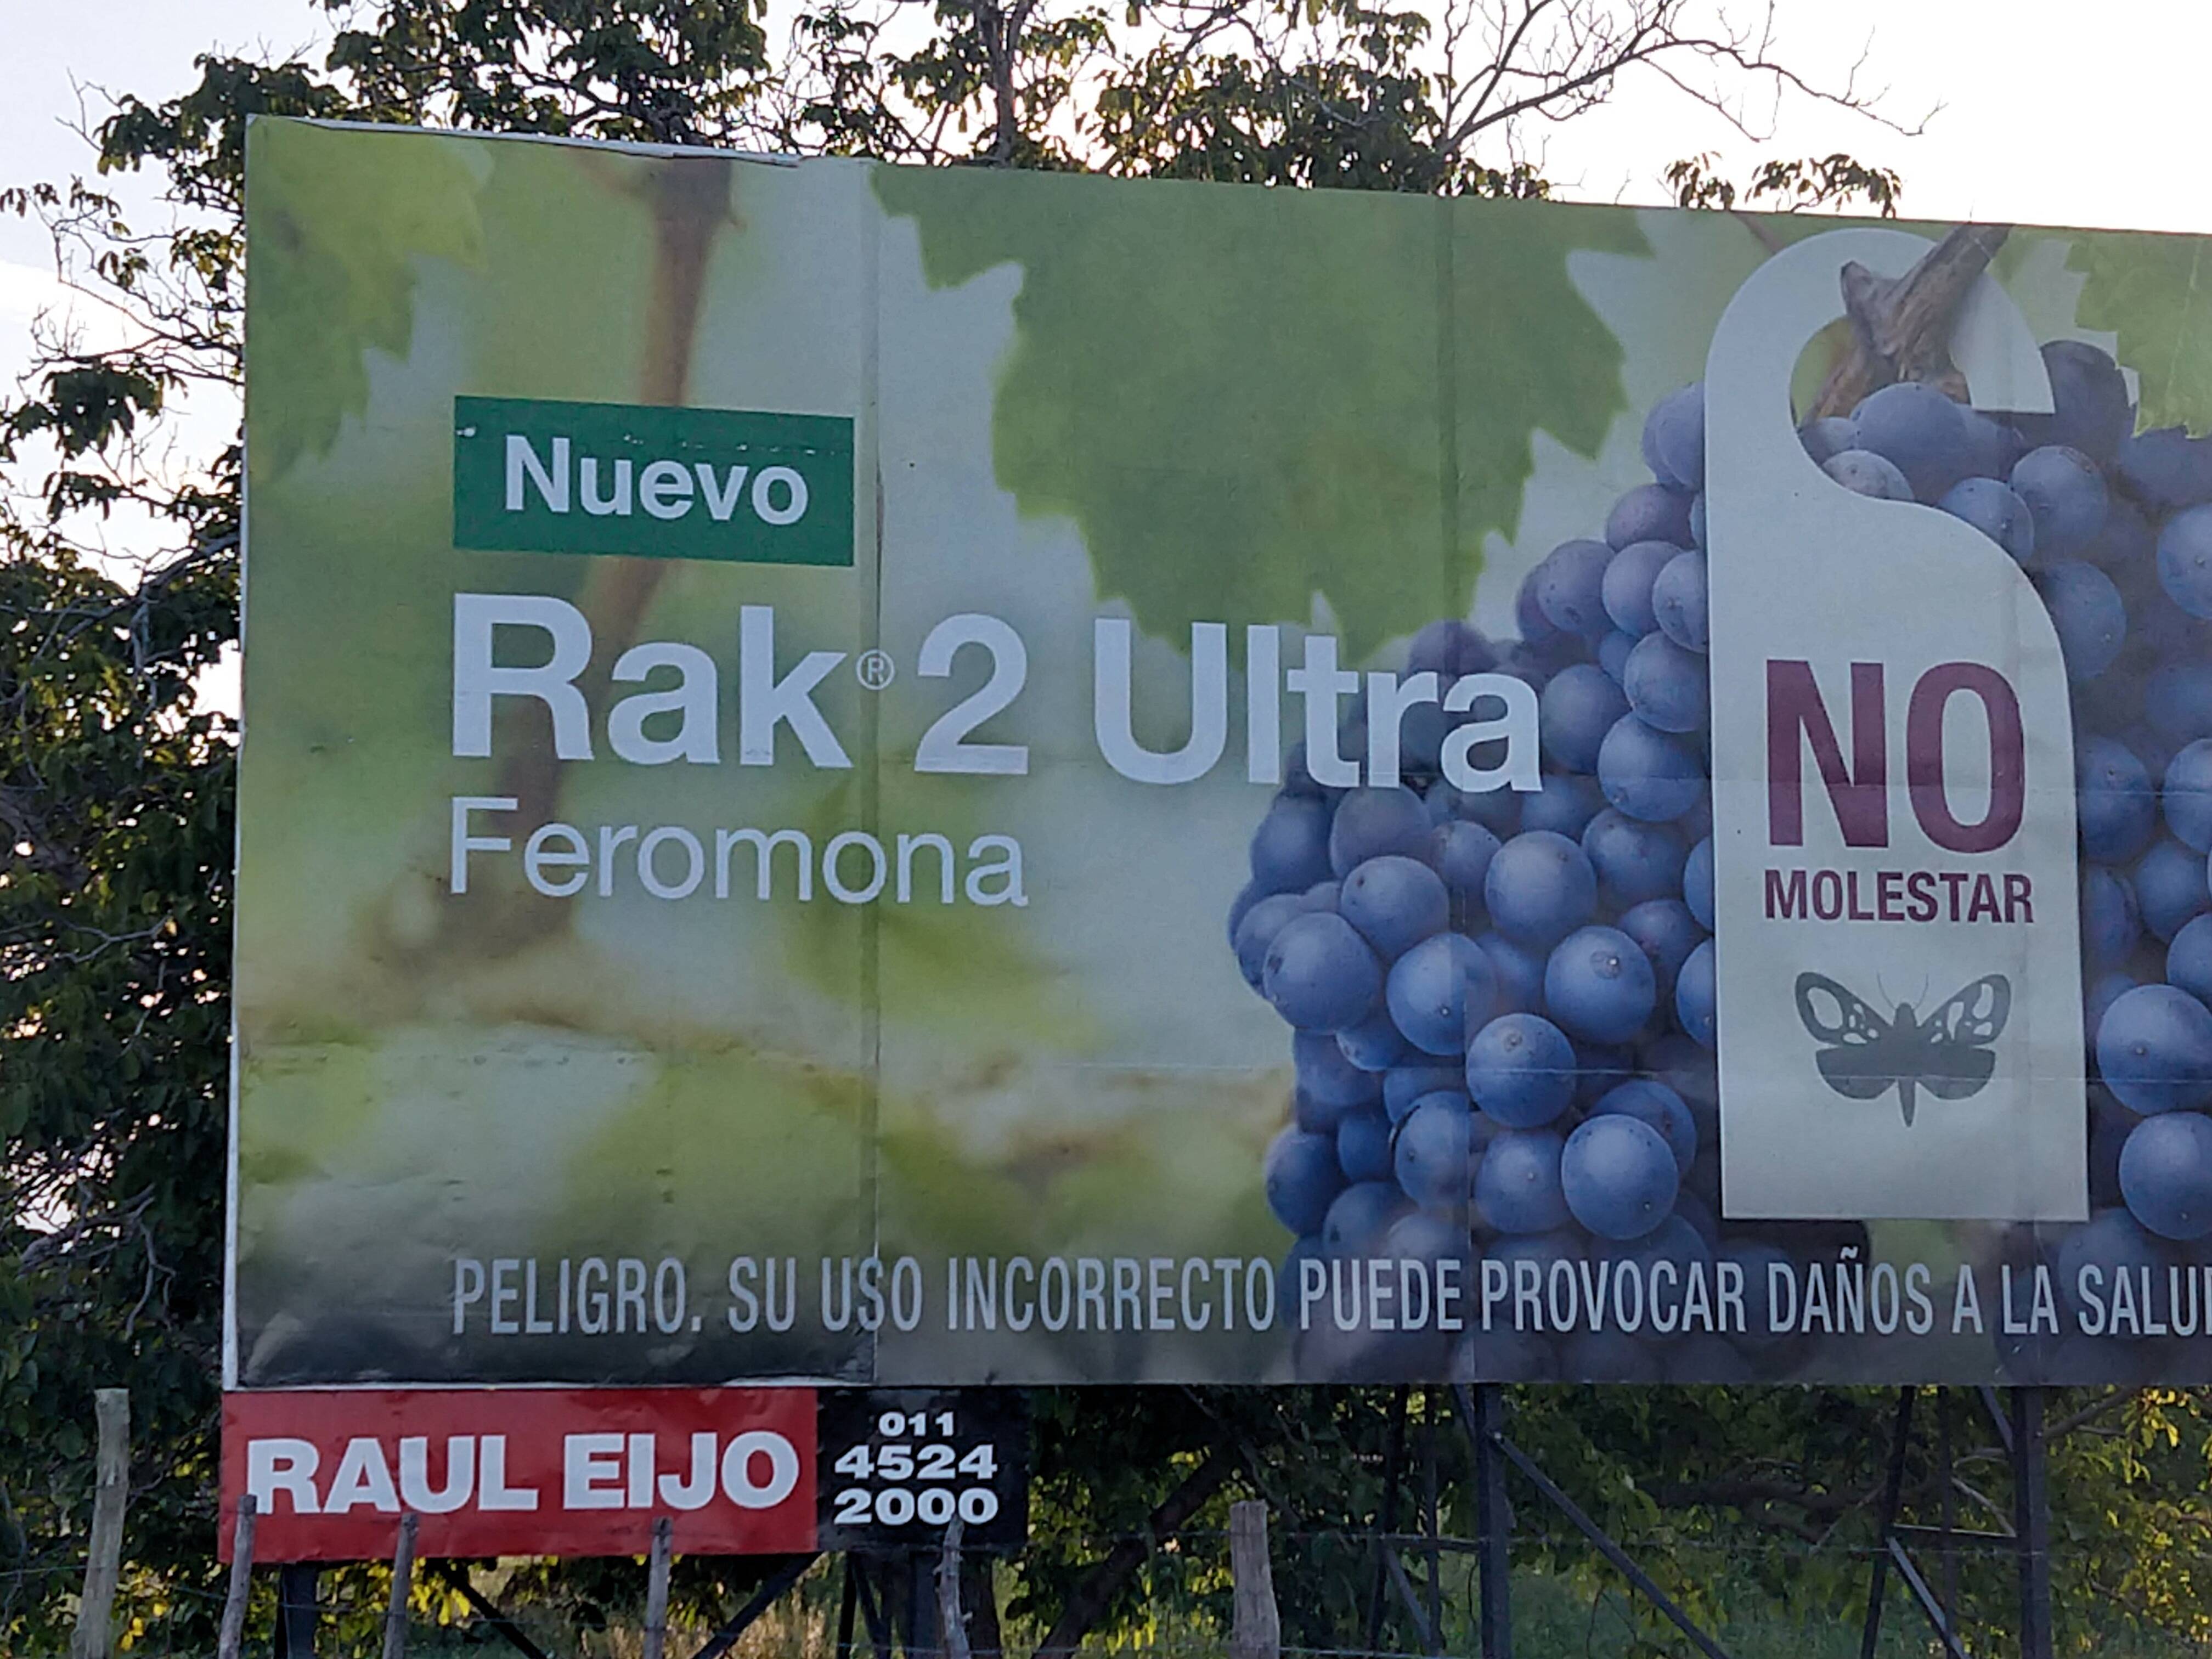 Nuevo
Rak® 2 Ultra
Feromona
NO
MOLESTAR
PELIGRO. SU USO INCORRECTO PUEDE PROVOCAR DAÑOS A LA SALU
RAUL EIJO
011
4524
2000